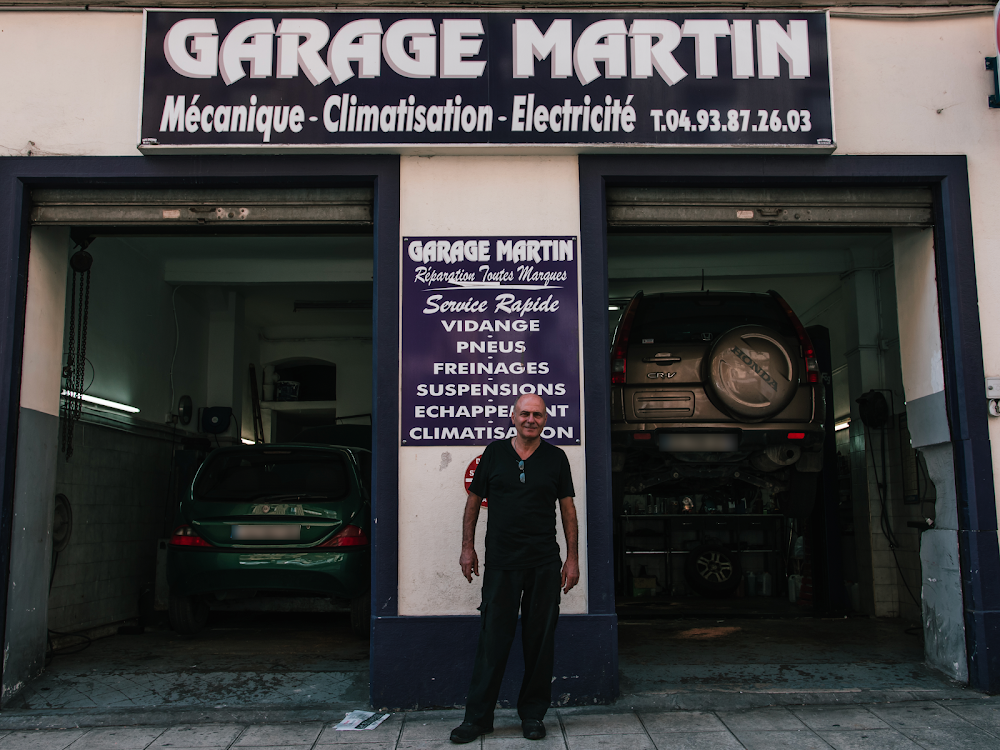 GARAGE MARTIN
Mécanique - Climatisation - Electricité T.04.93.87.26.03
GARAGE MARTIN
Réparation Toutes Marques
Service Rapide
VIDANGE
-
PNEUS
-
FREINAGES
-
SUSPENSIONS
-
ECHAPPEMENT
CLIMATISATION
CR-V
HONDA